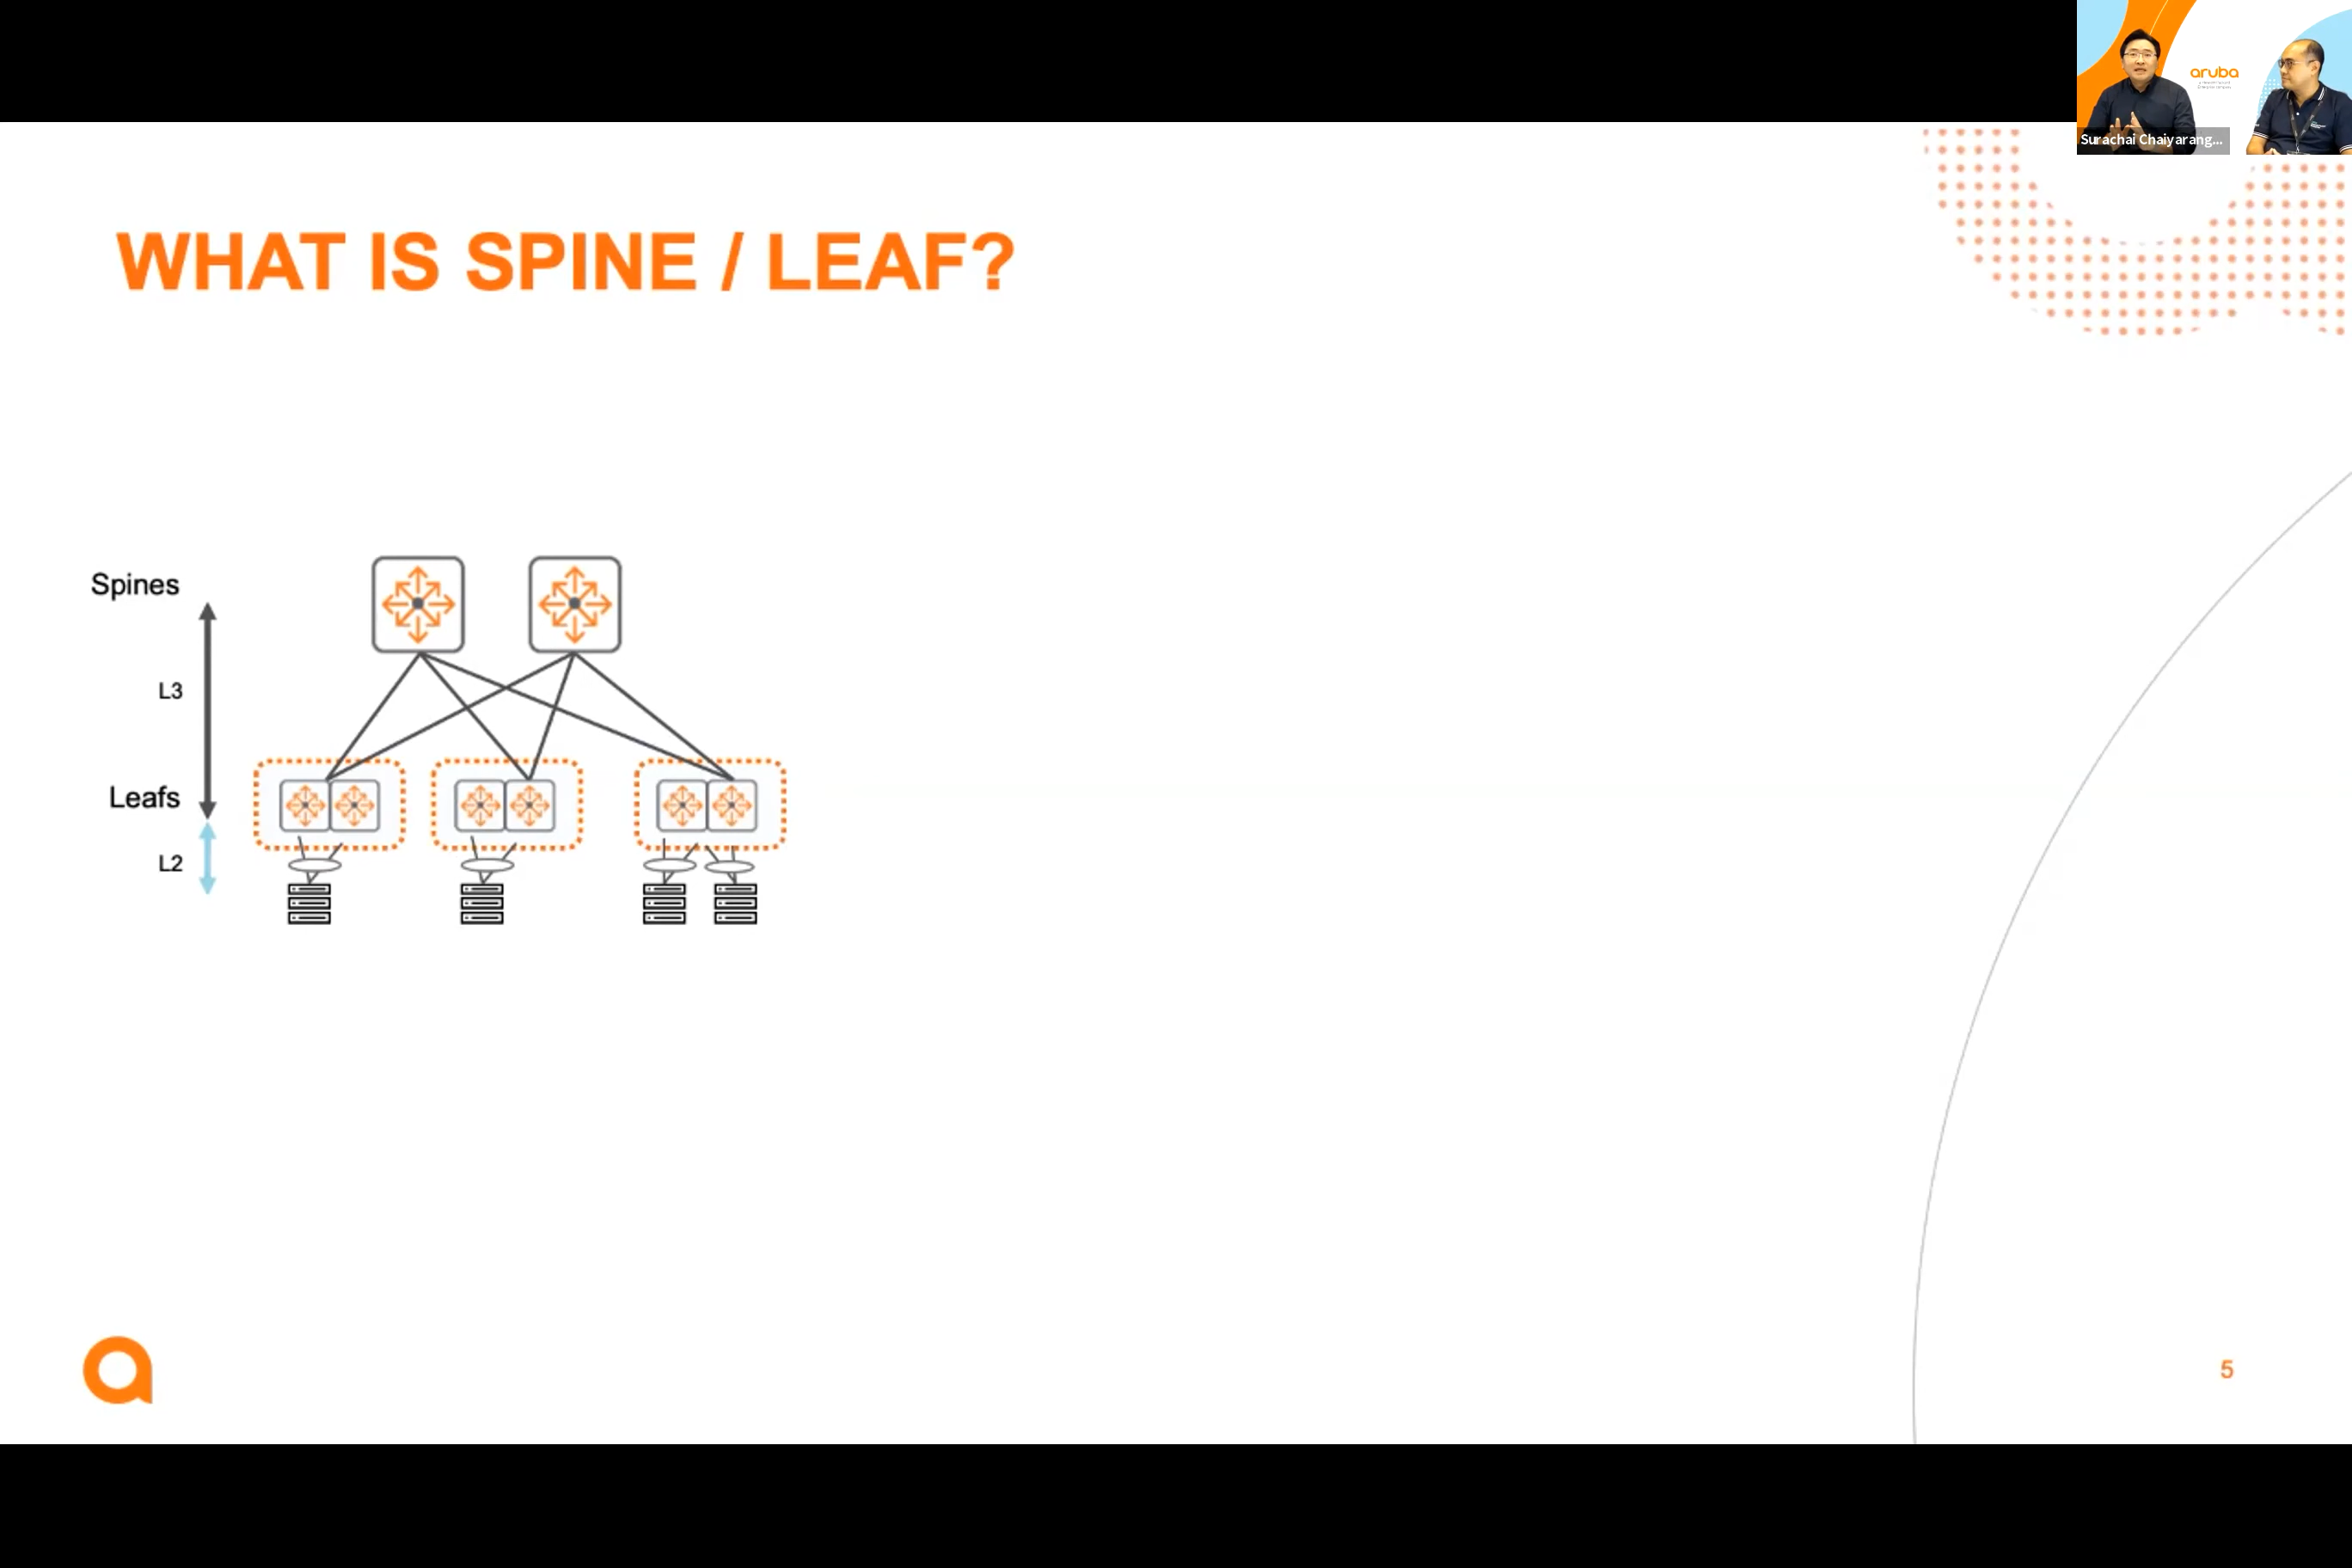 aruba
Surachai Chaiyarang...
WHAT IS SPINE / LEAF?
Spines
L3
Leafs
L2
5